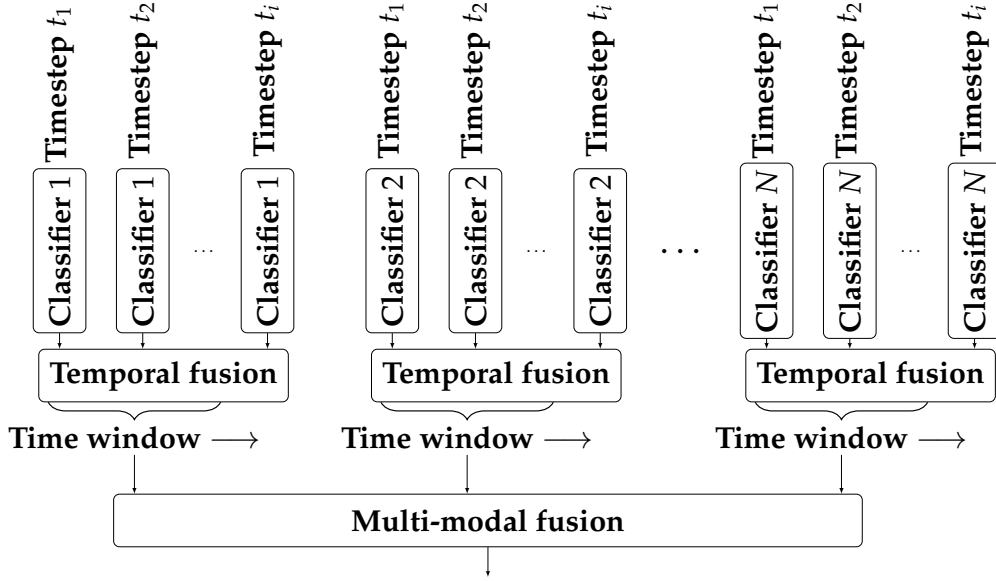 Timestep t₁
Timestep t₂
Timestep tᵢ
Timestep t₁
Timestep t₂
Timestep tᵢ
Timestep t₁
Timestep t₂
Timestep tᵢ
Classifier 1
Classifier 1
...
Classifier 1
Classifier 2
Classifier 2
...
Classifier 2
...
Classifier N
Classifier N
...
Classifier N
Temporal fusion
Temporal fusion
Temporal fusion
Time window →
Time window →
Time window →
Multi-modal fusion